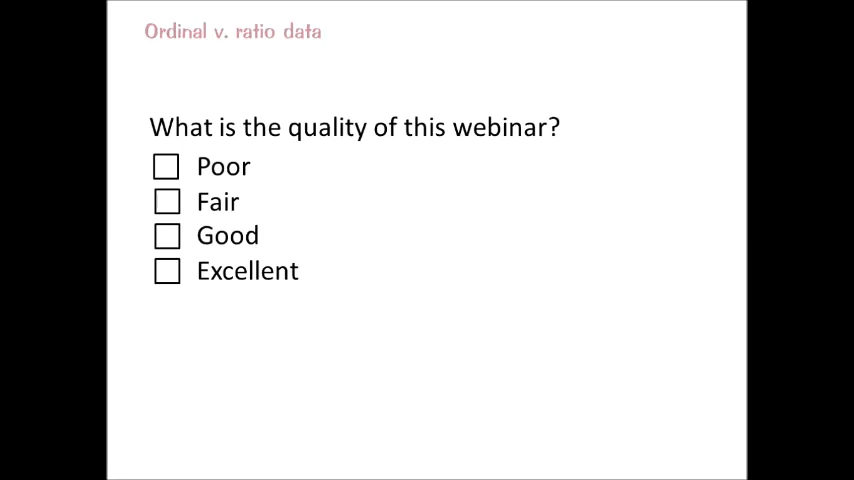 Ordinal v. ratio data
What is the quality of this webinar?
Poor
Fair
Good
Excellent